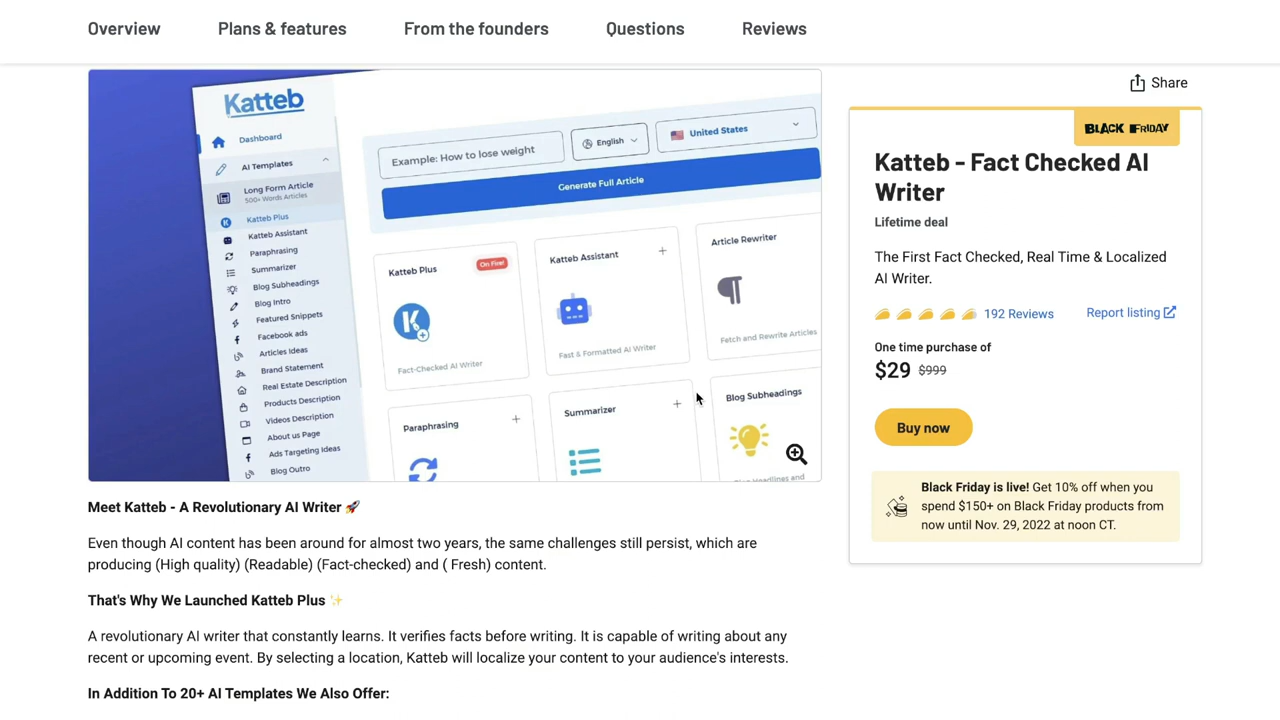 Overview
Plans & features
From the founders
Questions
Reviews
Katteb
Dashboard
AI Templates
Long Form Article
500+ Words Articles
Katteb Plus
Katteb Assistant
Paraphrasing
Summarizer
Blog Subheadings
Blog Intro
Featured Snippets
Facebook ads
Articles Ideas
Brand Statement
Real Estate Description
Products Description
Videos Description
About us Page
Ads Targeting Ideas
Blog Outro
Example: How to lose weight
English
United States
Generate Full Article
Katteb Plus
On Fire!
Fact-Checked AI Writer
Katteb Assistant
Fast & Formatted AI Writer
Article Rewriter
Fetch and Rewrite Articles
Paraphrasing
Summarizer
Blog Subheadings
Share
BLACK FRIDAY
Katteb - Fact Checked AI
Writer
Lifetime deal
The First Fact Checked, Real Time & Localized
AI Writer.
192 Reviews
Report listing
One time purchase of
$29 $999
Buy now
Black Friday is live! Get 10% off when you
spend $150+ on Black Friday products from
now until Nov. 29, 2022 at noon CT.
Meet Katteb - A Revolutionary AI Writer 🚀
Even though AI content has been around for almost two years, the same challenges still persist, which are
producing (High quality) (Readable) (Fact-checked) and ( Fresh) content.
That's Why We Launched Katteb Plus ✨
A revolutionary AI writer that constantly learns. It verifies facts before writing. It is capable of writing about any
recent or upcoming event. By selecting a location, Katteb will localize your content to your audience's interests.
In Addition To 20+ AI Templates We Also Offer: